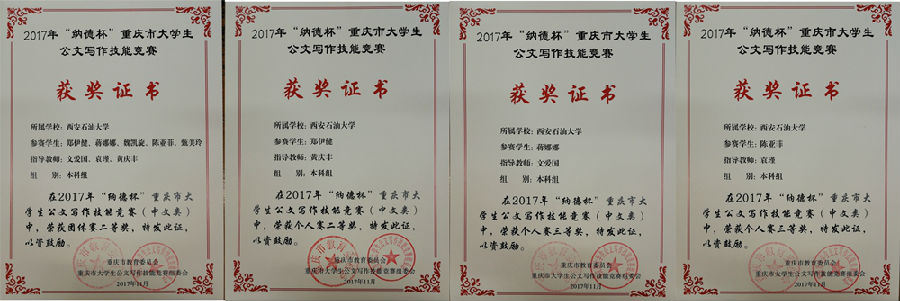 2017年“纳德杯”重庆市大学生
公文写作技能竞赛
获奖证书
所属学校：西安石油大学
参赛学生：郑伊健、蒋娜娜、魏凯旋、陈亚菲、甄美玲
指导教师：文爱国、袁瑾、黄庆丰
组 别：本科组
在2017年“纳德杯”重庆市大
学生公文写作技能竞赛（中文类）
中，荣获团体赛二等奖，特发此证，
以资鼓励。
重庆市教育委员会
重庆市大学生公文写作技能竞赛组委会
2017年11月
2017年“纳德杯”重庆市大学生
公文写作技能竞赛
获奖证书
所属学校：西安石油大学
参赛学生：郑伊健
指导教师：黄大丰
组 别：本科组
在2017年“纳德杯”重庆市大
学生公文写作技能竞赛（中文类）
中，荣获个人赛二等奖，特发此证，
以资鼓励。
重庆市教育委员会
重庆市大学生公文写作技能竞赛组委会
2017年11月
2017年“纳德杯”重庆市大学生
公文写作技能竞赛
获奖证书
所属学校：西安石油大学
参赛学生：蒋娜娜
指导教师：文爱国
组 别：本科组
在2017年“纳德杯”重庆市大
学生公文写作技能竞赛（中文类）
中，荣获个人赛三等奖，特发此证，
以资鼓励。
重庆市教育委员会
重庆市大学生公文写作技能竞赛组委会
2017年11月
2017年“纳德杯”重庆市大学生
公文写作技能竞赛
获奖证书
所属学校：西安石油大学
参赛学生：陈亚菲
指导教师：袁瑾
组 别：本科组
在2017年“纳德杯”重庆市大
学生公文写作技能竞赛（中文类）
中，荣获个人赛三等奖，特发此证，
以资鼓励。
重庆市教育委员会
重庆市大学生公文写作技能竞赛组委会
2017年11月